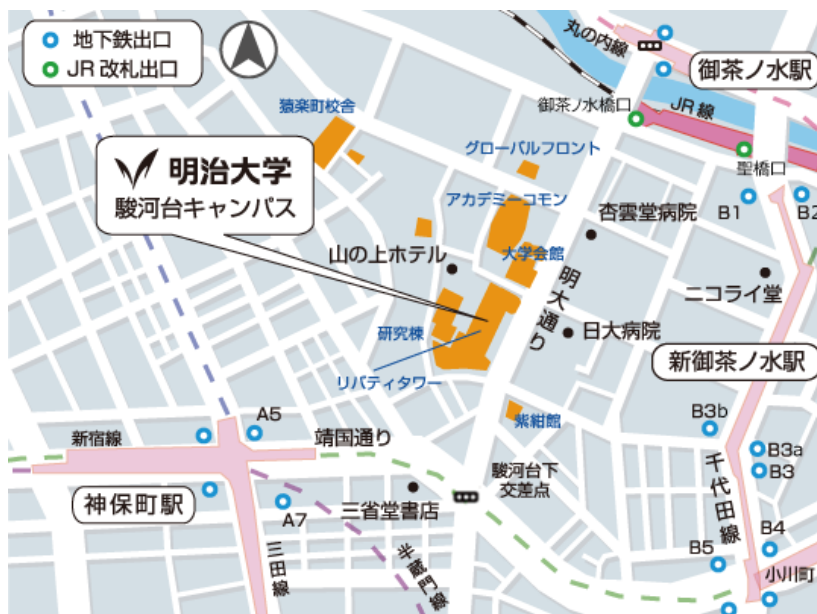 地下鉄出口
JR改札出口
丸の内線
御茶ノ水駅
猿楽町校舎
御茶ノ水橋口
JR線
グローバルフロント
聖橋口
明治大学
駿河台キャンパス
アカデミーコモン
杏雲堂病院
B1
B2
山の上ホテル
大学会館
明大通り
ニコライ堂
研究棟
日大病院
リバティタワー
新御茶ノ水駅
紫紺館
A5
B3b
新宿線
靖国通り
B3a
B3
千代田線
駿河台下
交差点
神保町駅
A7
三省堂書店
三田線
半蔵門線
B4
B5
小川町